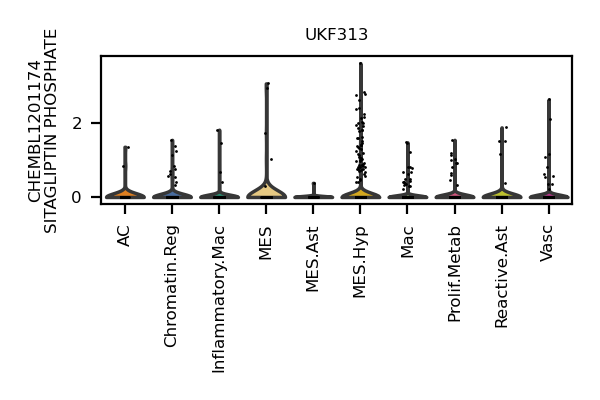 UKF313
CHEMBL1201174
SITAGLIPTIN PHOSPHATE
2
0
AC
Chromatin.Reg
Inflammatory.Mac
MES
MES.Ast
MES.Hyp
Mac
Prolif.Metab
Reactive.Ast
Vasc